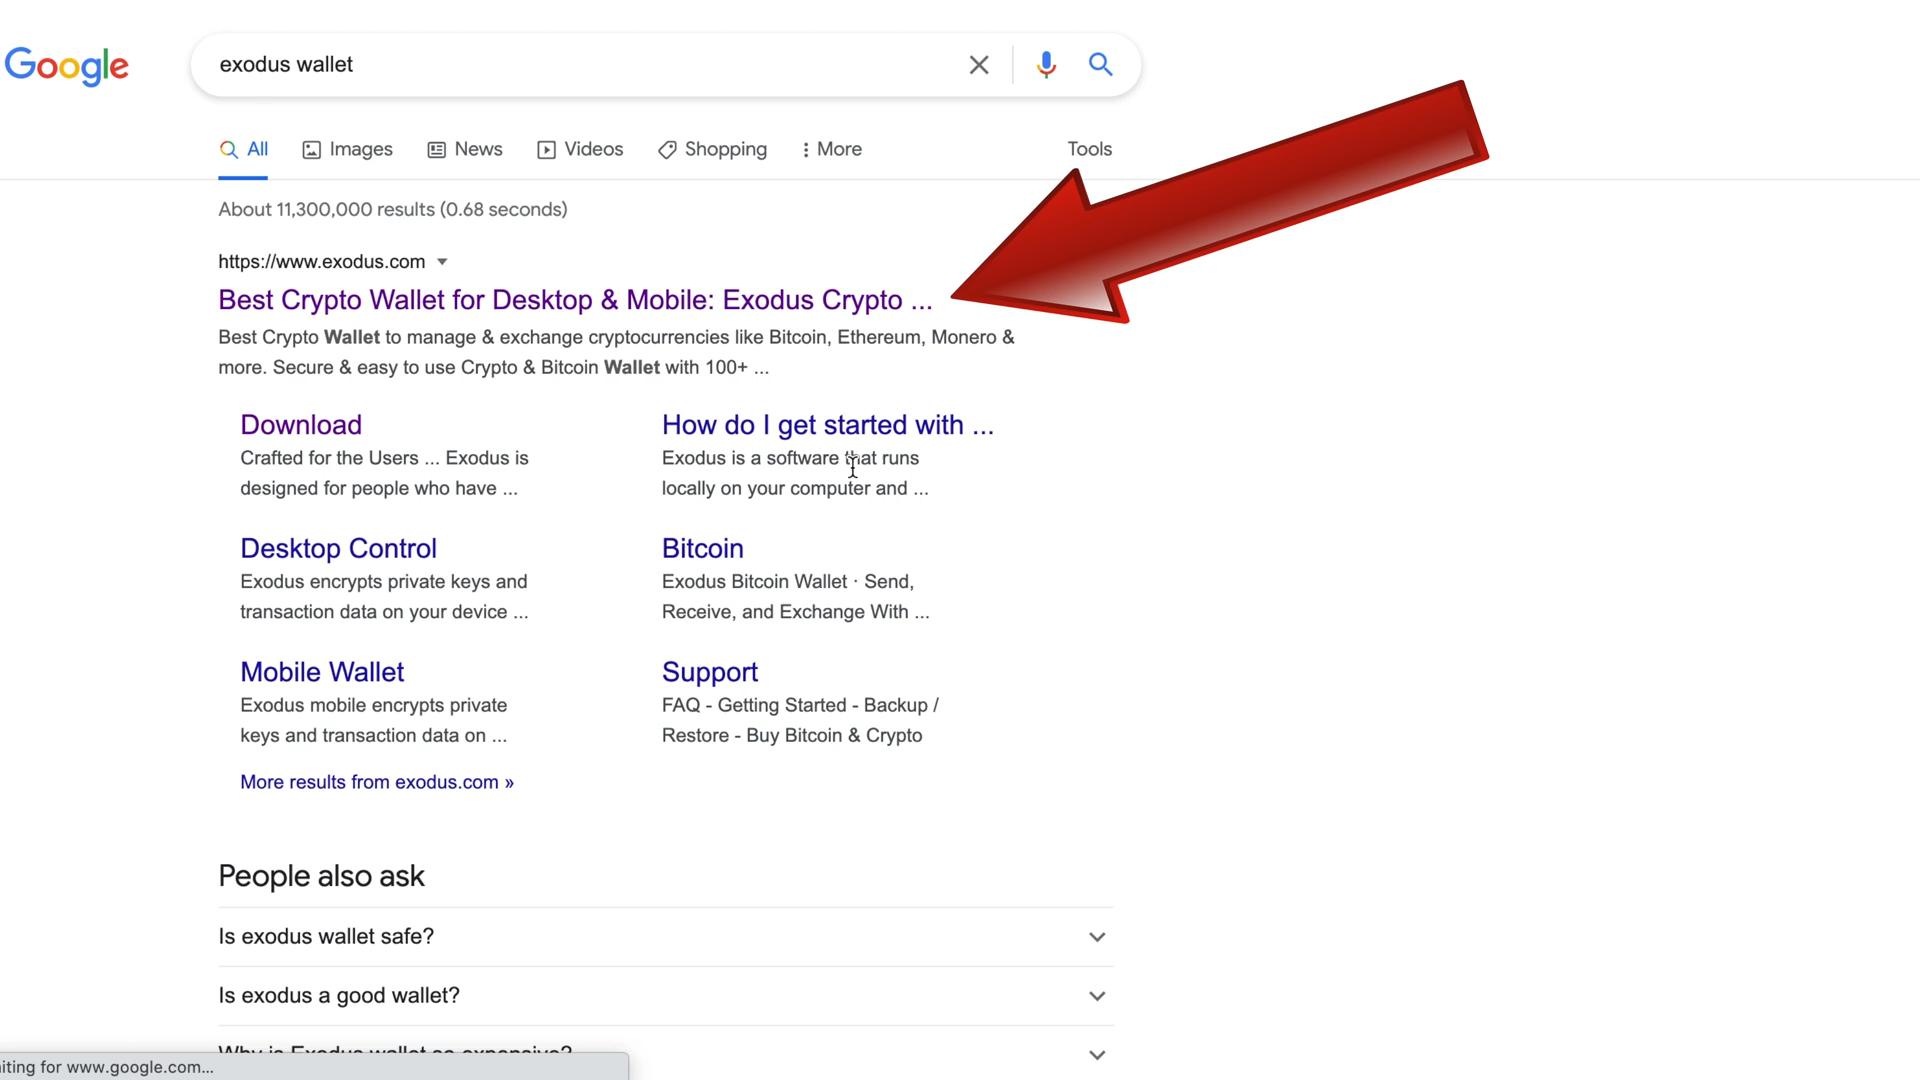 Google
exodus wallet
All Images News Videos Shopping More Tools
About 11,300,000 results (0.68 seconds)
https://www.exodus.com
Best Crypto Wallet for Desktop & Mobile: Exodus Crypto ...
Best Crypto Wallet to manage & exchange cryptocurrencies like Bitcoin, Ethereum, Monero &
more. Secure & easy to use Crypto & Bitcoin Wallet with 100+ ...
Download
Crafted for the Users ... Exodus is
designed for people who have ...
How do I get started with ...
Exodus is a software that runs
locally on your computer and ...
Desktop Control
Exodus encrypts private keys and
transaction data on your device ...
Bitcoin
Exodus Bitcoin Wallet · Send,
Receive, and Exchange With ...
Mobile Wallet
Exodus mobile encrypts private
keys and transaction data on ...
Support
FAQ - Getting Started - Backup /
Restore - Buy Bitcoin & Crypto
More results from exodus.com »
People also ask
Is exodus wallet safe?
Is exodus a good wallet?
Why is Exodus wallet so expensive?
iting for www.google.com...